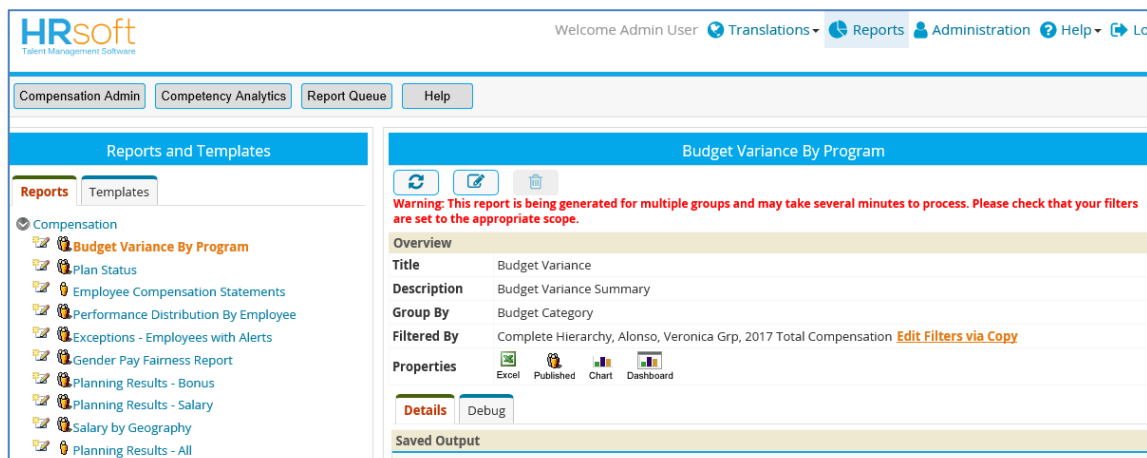 HRsoft
Talent Management Software
Welcome Admin User Translations Reports Administration Help Lo
Compensation Admin Competency Analytics Report Queue Help
Reports and Templates
Reports Templates
Compensation
Budget Variance By Program
Plan Status
Employee Compensation Statements
Performance Distribution By Employee
Exceptions - Employees with Alerts
Gender Pay Fairness Report
Planning Results - Bonus
Planning Results - Salary
Salary by Geography
Planning Results - All
Budget Variance By Program
Warning: This report is being generated for multiple groups and may take several minutes to process. Please check that your filters
are set to the appropriate scope.
Overview
Title Budget Variance
Description Budget Variance Summary
Group By Budget Category
Filtered By Complete Hierarchy, Alonso, Veronica Grp, 2017 Total Compensation Edit Filters via Copy
Properties Excel Published Chart Dashboard
Details Debug
Saved Output